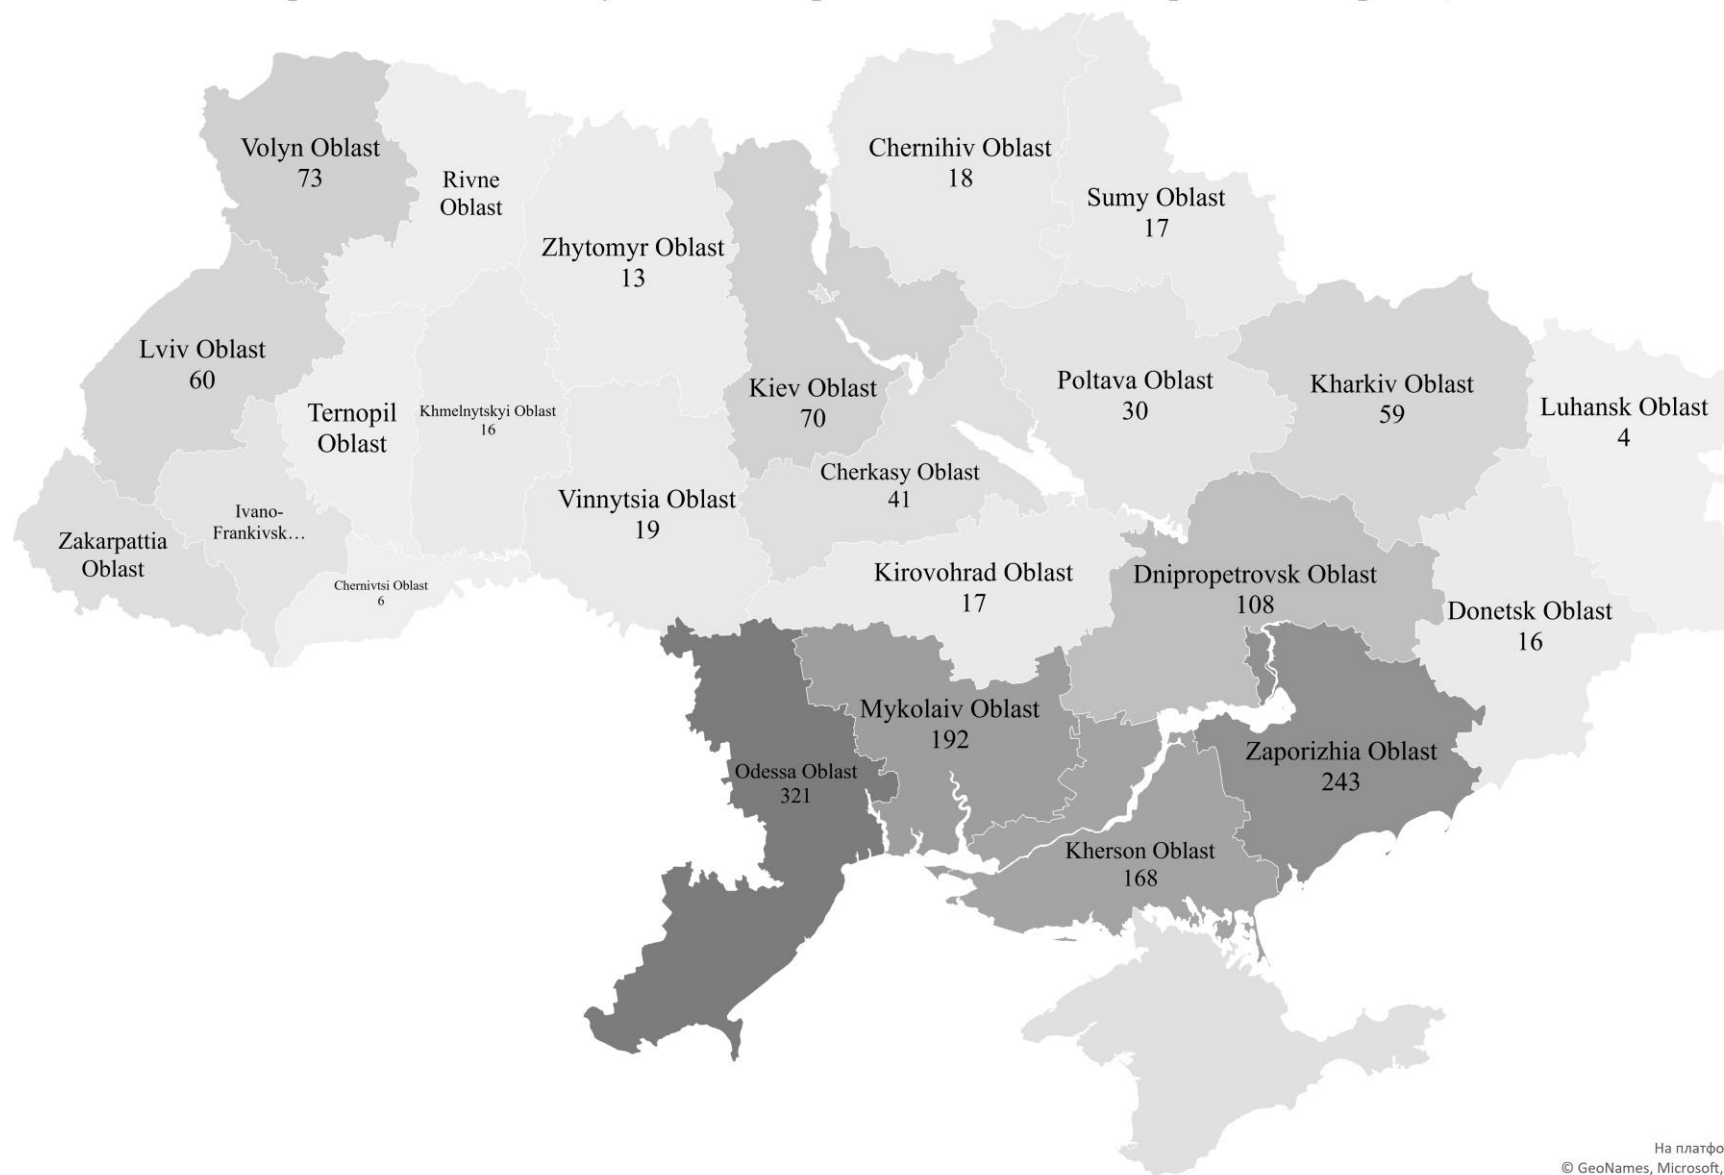 Volyn Oblast
73
Rivne
Oblast
Zhytomyr Oblast
13
Chernihiv Oblast
18
Sumy Oblast
17
Lviv Oblast
60
Ternopil
Oblast
Khmelnytskyi Oblast
16
Kiev Oblast
70
Poltava Oblast
30
Kharkiv Oblast
59
Luhansk Oblast
4
Zakarpattia
Oblast
Ivano-
Frankivsk...
Chernivtsi Oblast
6
Vinnytsia Oblast
19
Cherkasy Oblast
41
Kirovohrad Oblast
17
Dnipropetrovsk Oblast
108
Donetsk Oblast
16
Odessa Oblast
321
Mykolaiv Oblast
192
Zaporizhia Oblast
243
Kherson Oblast
168
На платфо
© GeoNames, Microsoft,